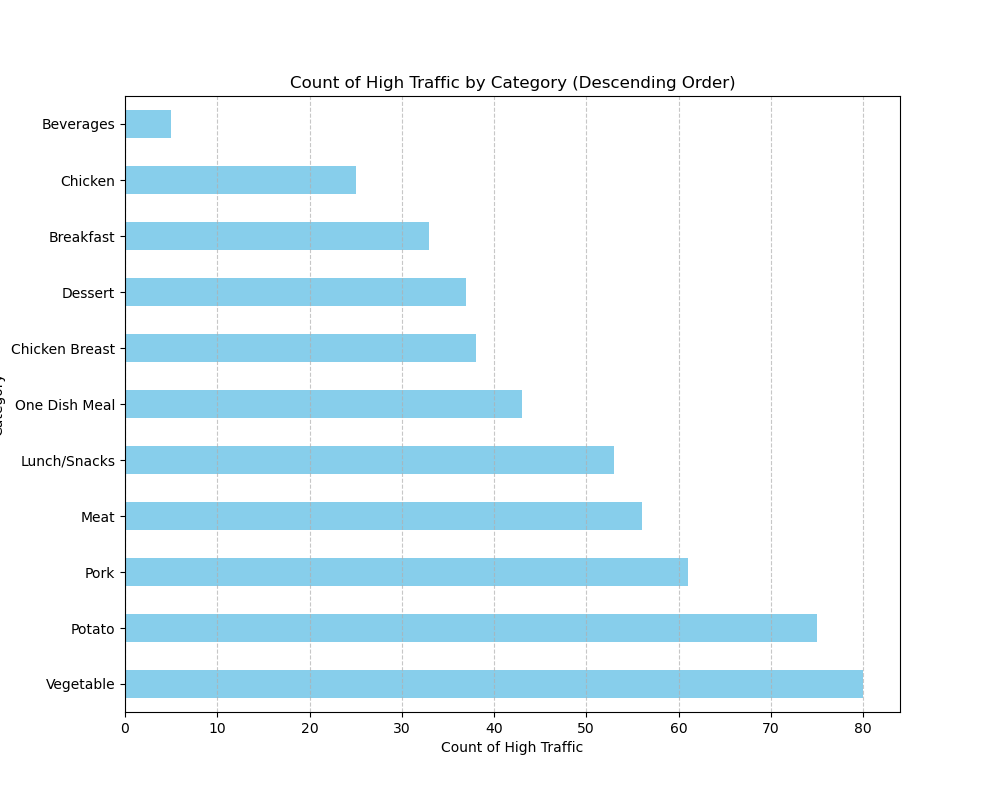 Count of High Traffic by Category (Descending Order)
Beverages
Chicken
Breakfast
Dessert
Chicken Breast
One Dish Meal
Lunch/Snacks
Meat
Pork
Potato
Vegetable
0 10 20 30 40 50 60 70 80
Count of High Traffic